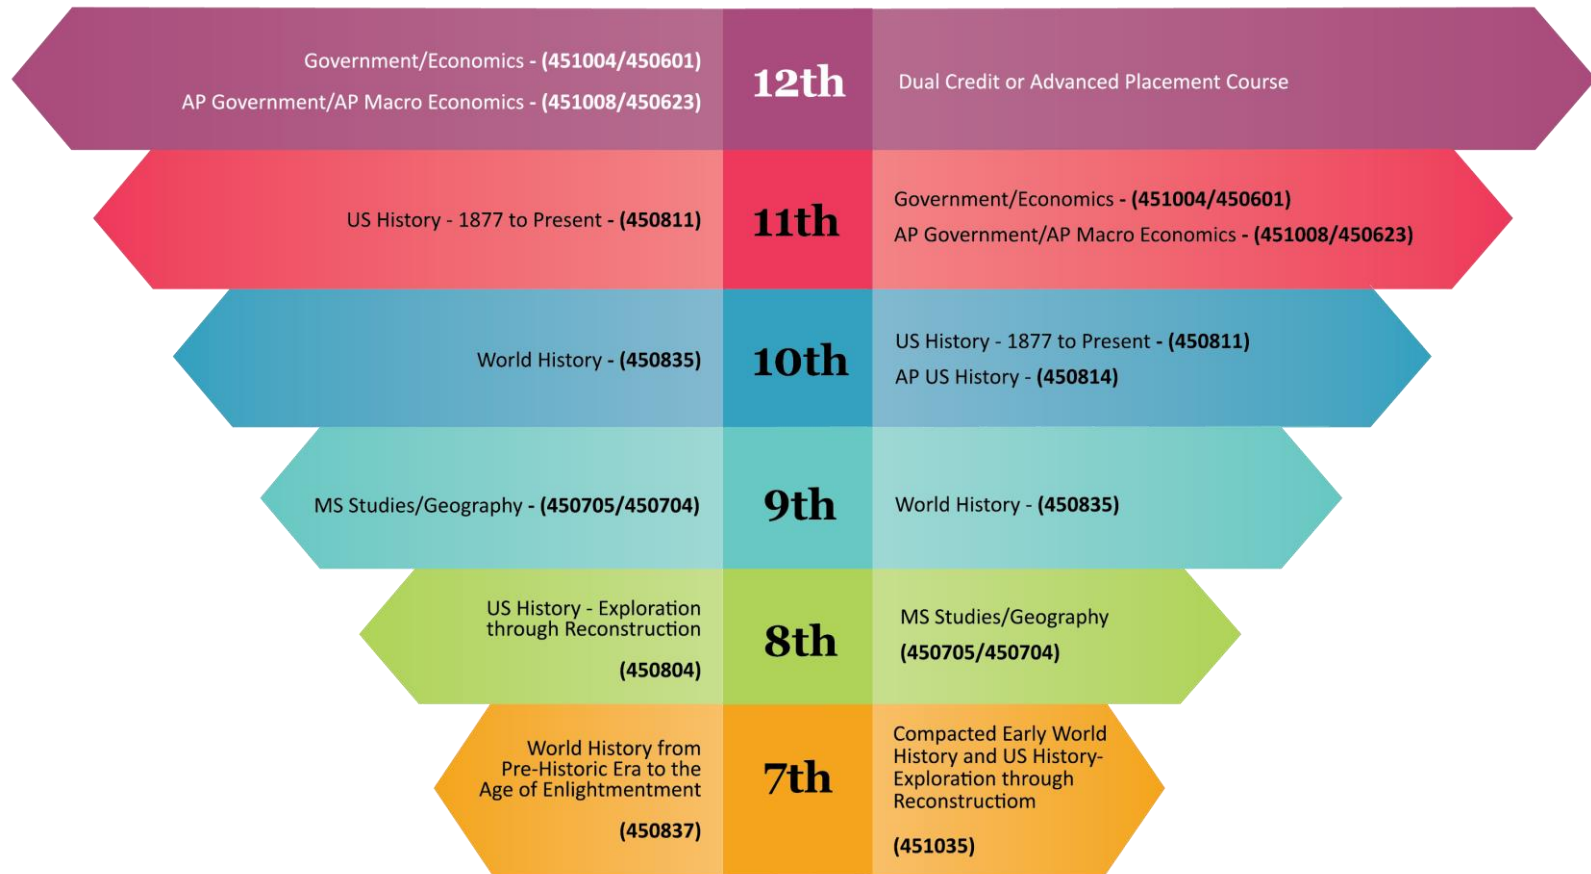 Government/Economics - (451004/450601)
AP Government/AP Macro Economics - (451008/450623)
12th
Dual Credit or Advanced Placement Course
US History - 1877 to Present - (450811)
11th
Government/Economics - (451004/450601)
AP Government/AP Macro Economics - (451008/450623)
World History - (450835)
10th
US History - 1877 to Present - (450811)
AP US History - (450814)
MS Studies/Geography - (450705/450704)
9th
World History - (450835)
US History - Exploration
through Reconstruction
(450804)
8th
MS Studies/Geography
(450705/450704)
World History from
Pre-Historic Era to the
Age of Enlightmentment
(450837)
7th
Compacted Early World
History and US History-
Exploration through
Reconstructiom
(451035)